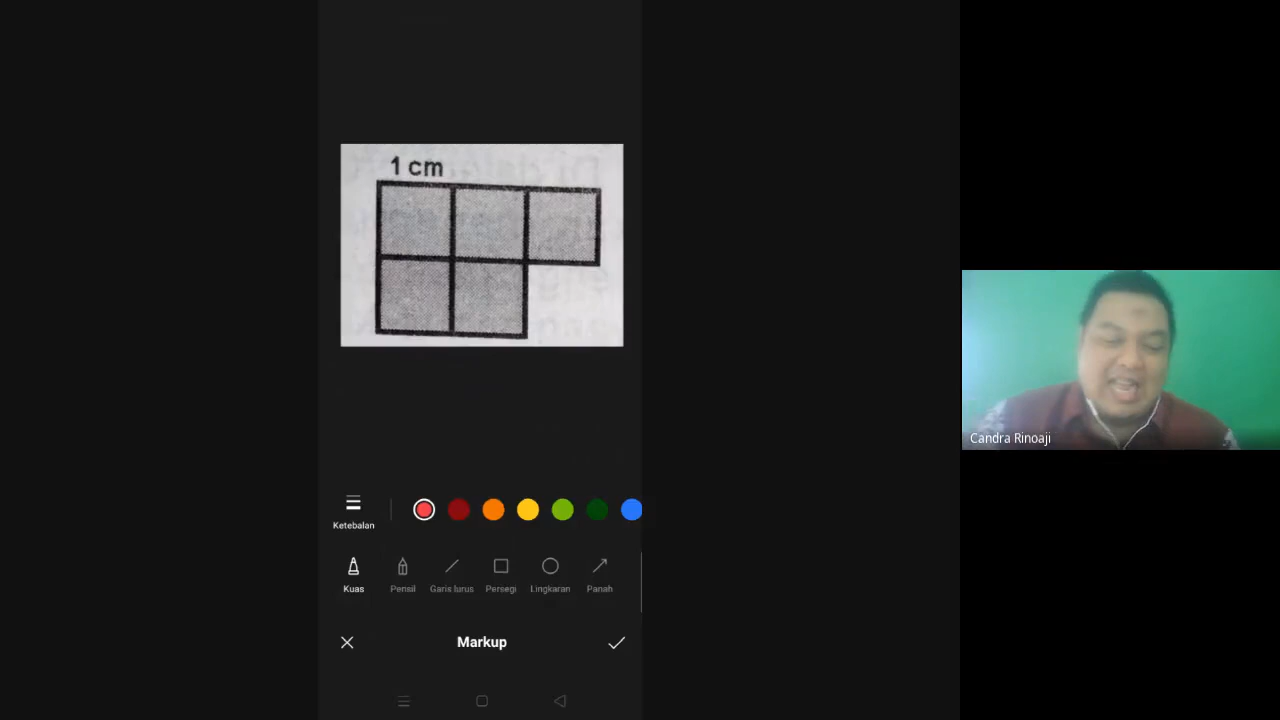 1 cm
Ketebalan
Kuas Pensil Garis lurus Persegi Lingkaran Panah
Markup
Candra Rinoaji